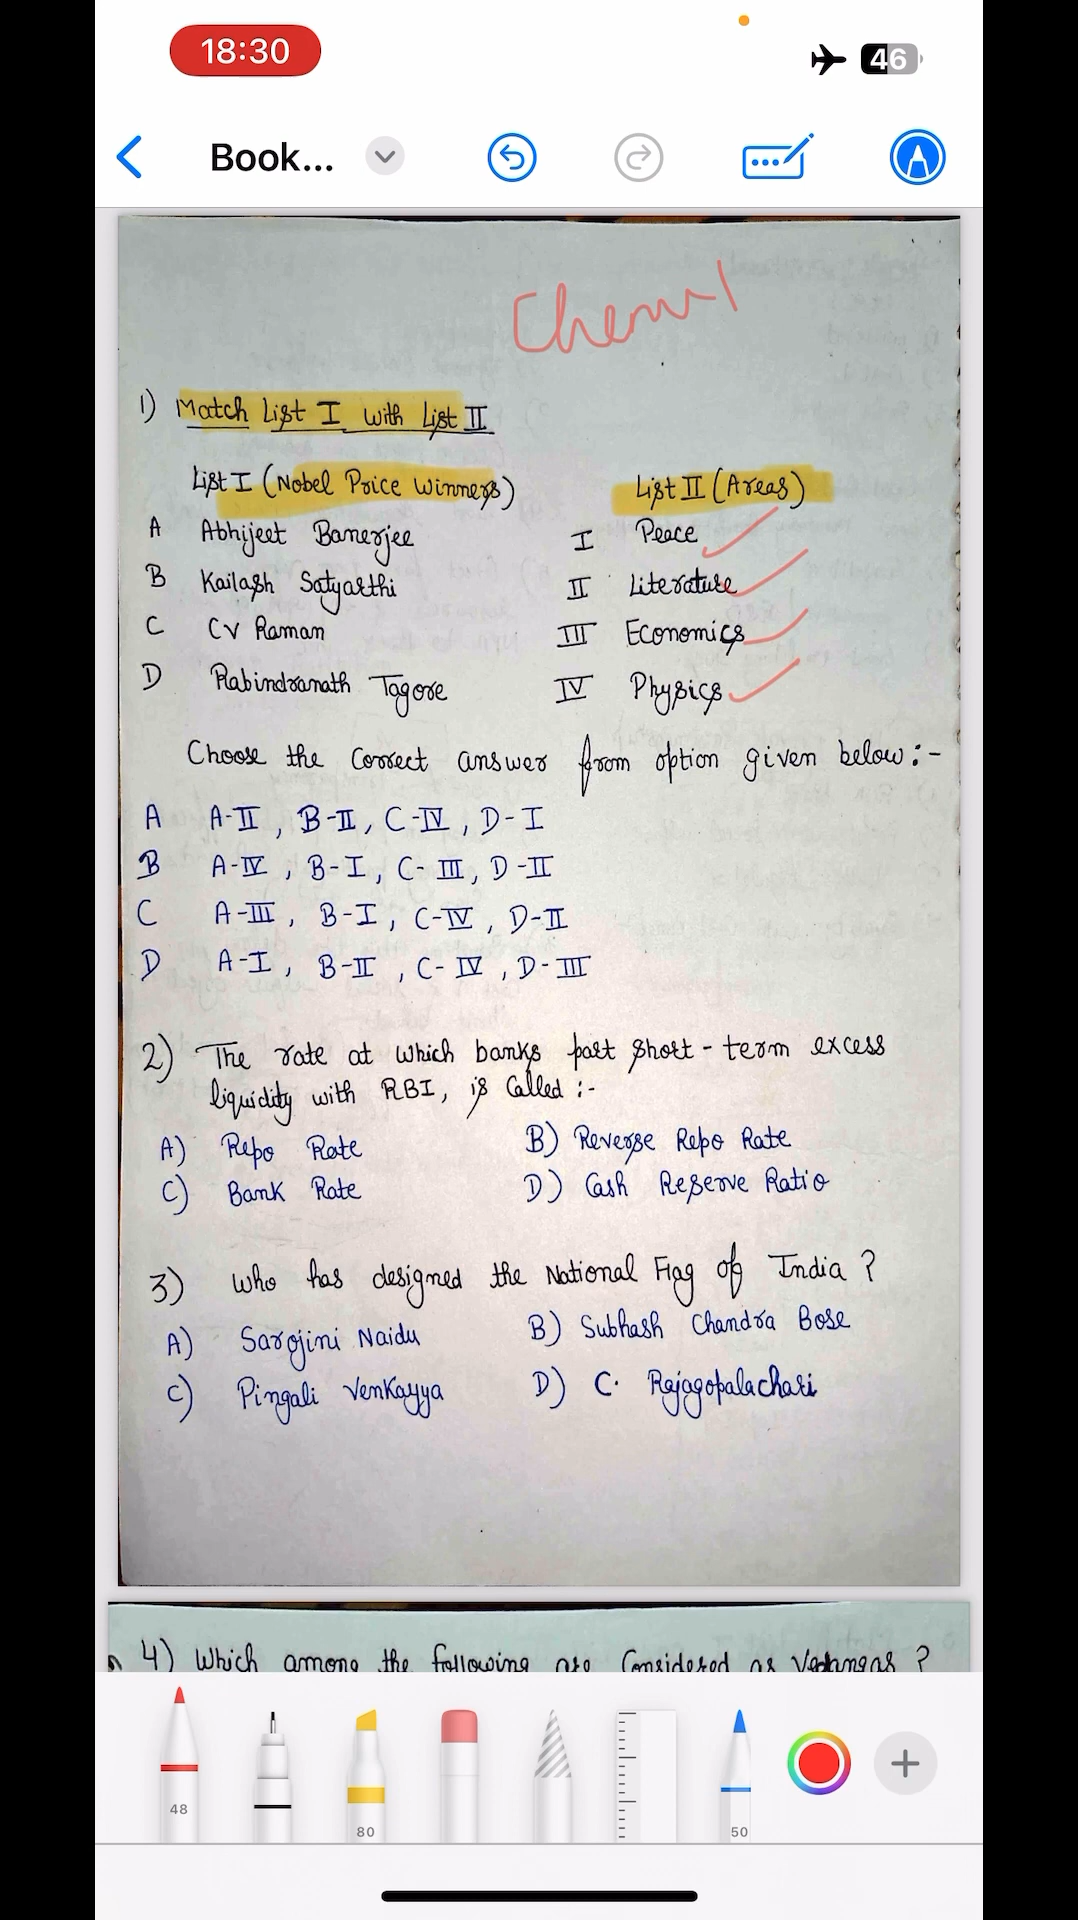 18:30
46
Book...
1) Match List I with List II
List I (Nobel Price Winners) List II (Areas)
A Abhijeet Banerjee I Peace
B Kailash Satyarthi II Literature
C CV Raman III Economics
D Rabindranath Tagore IV Physics
Choose the Correct answer from option given below:-
A A-II, B-II, C-IV, D-I
B A-IV, B-I, C-III, D-II
C A-III, B-I, C-IV, D-II
D A-I, B-II, C-IV, D-III
2) The rate at which banks part short-term excess
liquidity with RBI, is Called:-
A) Repo Rate B) Reverse Repo Rate
C) Bank Rate D) Cash Reserve Ratio
3) Who has designed the National Flag of India?
A) Sarojini Naidu B) Subhash Chandra Bose
C) Pingali Venkayya D) C. Rajagopalachari
4) Which among the following are Considered as Vedangas?
48
80
50